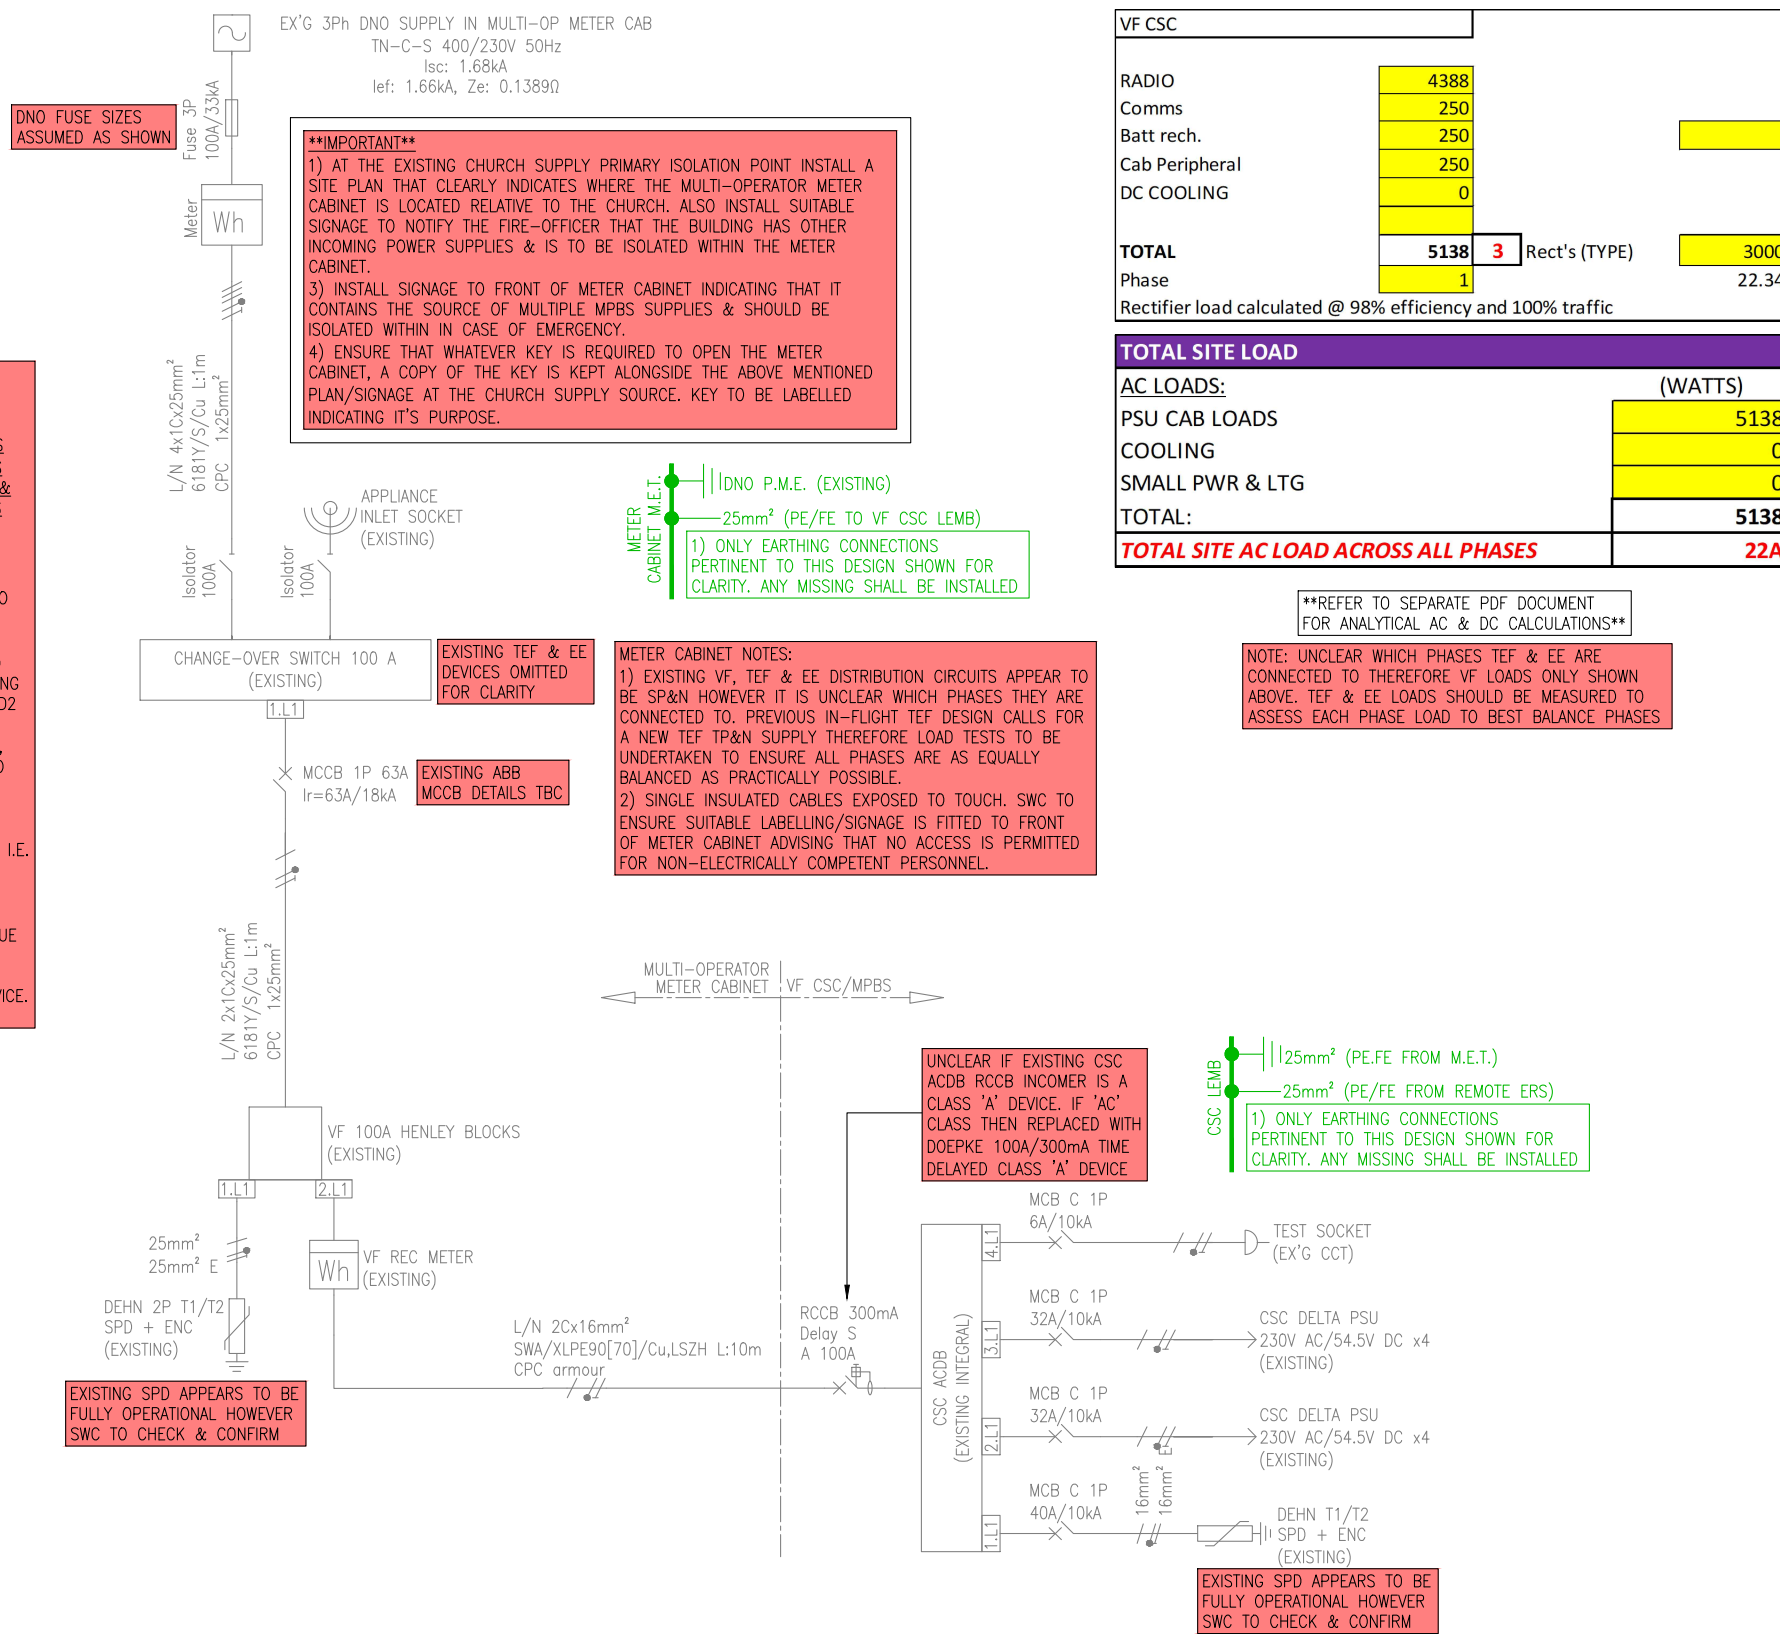 EX'G 3Ph DNO SUPPLY IN MULTI-OP METER CAB
TN-C-S 400/230V 50Hz
Isc: 1.68kA
Ief: 1.66kA, Ze: 0.1389Ω
DNO FUSE SIZES
ASSUMED AS SHOWN
Fuse 3P
100A/33kA
Meter
Wh
**IMPORTANT**
1) AT THE EXISTING CHURCH SUPPLY PRIMARY ISOLATION POINT INSTALL A
SITE PLAN THAT CLEARLY INDICATES WHERE THE MULTI-OPERATOR METER
CABINET IS LOCATED RELATIVE TO THE CHURCH. ALSO INSTALL SUITABLE
SIGNAGE TO NOTIFY THE FIRE-OFFICER THAT THE BUILDING HAS OTHER
INCOMING POWER SUPPLIES & IS TO BE ISOLATED WITHIN THE METER
CABINET.
3) INSTALL SIGNAGE TO FRONT OF METER CABINET INDICATING THAT IT
CONTAINS THE SOURCE OF MULTIPLE MPBS SUPPLIES & SHOULD BE
ISOLATED WITHIN IN CASE OF EMERGENCY.
4) ENSURE THAT WHATEVER KEY IS REQUIRED TO OPEN THE METER
CABINET, A COPY OF THE KEY IS KEPT ALONGSIDE THE ABOVE MENTIONED
PLAN/SIGNAGE AT THE CHURCH SUPPLY SOURCE. KEY TO BE LABELLED
INDICATING IT'S PURPOSE.
VF CSC
RADIO 4388
Comms 250
Batt rech. 250
Cab Peripheral 250
DC COOLING 0
TOTAL 5138 3 Rect's (TYPE) 3000
Phase 1 22.34
Rectifier load calculated @ 98% efficiency and 100% traffic
TOTAL SITE LOAD
AC LOADS: (WATTS)
PSU CAB LOADS 5138
COOLING 0
SMALL PWR & LTG 0
TOTAL: 5138
TOTAL SITE AC LOAD ACROSS ALL PHASES 22A
**REFER TO SEPARATE PDF DOCUMENT
FOR ANALYTICAL AC & DC CALCULATIONS**
NOTE: UNCLEAR WHICH PHASES TEF & EE ARE
CONNECTED TO THEREFORE VF LOADS ONLY SHOWN
ABOVE. TEF & EE LOADS SHOULD BE MEASURED TO
ASSESS EACH PHASE LOAD TO BEST BALANCE PHASES
L/N 4x1Cx25mm²
6181Y/S/Cu L:1m
CPC 1x25mm²
&
NG
D2
I.E.
UE
VICE.
APPLIANCE
INLET SOCKET
(EXISTING)
Isolator
100A
Isolator
100A
METER
CABINET M.E.T.
DNO P.M.E. (EXISTING)
25mm² (PE/FE TO VF CSC LEMB)
1) ONLY EARTHING CONNECTIONS
PERTINENT TO THIS DESIGN SHOWN FOR
CLARITY. ANY MISSING SHALL BE INSTALLED
CHANGE-OVER SWITCH 100 A
(EXISTING)
1.L1
EXISTING TEF & EE
DEVICES OMITTED
FOR CLARITY
METER CABINET NOTES:
1) EXISTING VF, TEF & EE DISTRIBUTION CIRCUITS APPEAR TO
BE SP&N HOWEVER IT IS UNCLEAR WHICH PHASES THEY ARE
CONNECTED TO. PREVIOUS IN-FLIGHT TEF DESIGN CALLS FOR
A NEW TEF TP&N SUPPLY THEREFORE LOAD TESTS TO BE
UNDERTAKEN TO ENSURE ALL PHASES ARE AS EQUALLY
BALANCED AS PRACTICALLY POSSIBLE.
2) SINGLE INSULATED CABLES EXPOSED TO TOUCH. SWC TO
ENSURE SUITABLE LABELLING/SIGNAGE IS FITTED TO FRONT
OF METER CABINET ADVISING THAT NO ACCESS IS PERMITTED
FOR NON-ELECTRICALLY COMPETENT PERSONNEL.
MCCB 1P 63A
Ir=63A/18kA
EXISTING ABB
MCCB DETAILS TBC
L/N 2x1Cx25mm²
6181Y/S/Cu L:1m
CPC 1x25mm²
MULTI-OPERATOR
METER CABINET
VF CSC/MPBS
VF 100A HENLEY BLOCKS
(EXISTING)
1.L1
2.L1
25mm²
25mm² E
Wh
VF REC METER
(EXISTING)
DEHN 2P T1/T2
SPD + ENC
(EXISTING)
EXISTING SPD APPEARS TO BE
FULLY OPERATIONAL HOWEVER
SWC TO CHECK & CONFIRM
L/N 2Cx16mm²
SWA/XLPE90[70]/Cu,LSZH L:10m
CPC armour
UNCLEAR IF EXISTING CSC
ACDB RCCB INCOMER IS A
CLASS 'A' DEVICE. IF 'AC'
CLASS THEN REPLACED WITH
DOEPKE 100A/300mA TIME
DELAYED CLASS 'A' DEVICE
RCCB 300mA
Delay S
A 100A
CSC LEMB
25mm² (PE.FE FROM M.E.T.)
25mm² (PE/FE FROM REMOTE ERS)
1) ONLY EARTHING CONNECTIONS
PERTINENT TO THIS DESIGN SHOWN FOR
CLARITY. ANY MISSING SHALL BE INSTALLED
CSC ACDB
(EXISTING INTEGRAL)
4.L1
MCB C 1P
6A/10kA
TEST SOCKET
(EX'G CCT)
3.L1
MCB C 1P
32A/10kA
CSC DELTA PSU
230V AC/54.5V DC x4
(EXISTING)
2.L1
MCB C 1P
32A/10kA
CSC DELTA PSU
230V AC/54.5V DC x4
(EXISTING)
1.L1
MCB C 1P
40A/10kA
16mm²
16mm² E
DEHN T1/T2
SPD + ENC
(EXISTING)
EXISTING SPD APPEARS TO BE
FULLY OPERATIONAL HOWEVER
SWC TO CHECK & CONFIRM